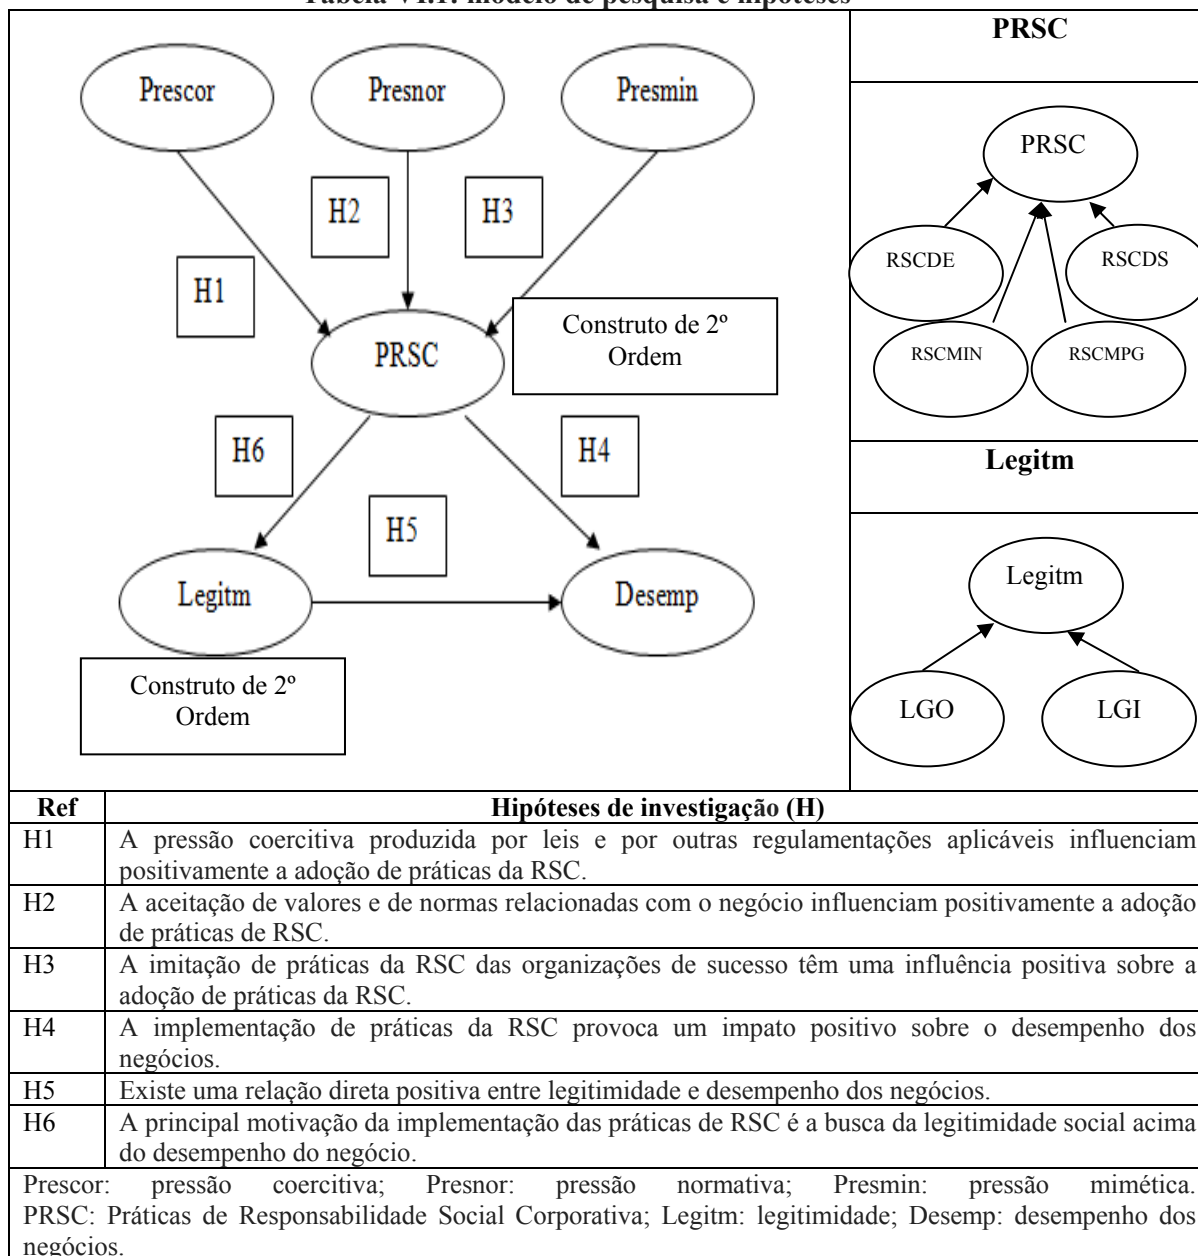 Tabela VI.1: modelo de pesquisa e hipóteses
PRSC
Prescor
Presnor
Presmin
H2
H3
H1
PRSC
Construto de 2º
Ordem
H6
H4
H5
Legitm
Desemp
Construto de 2º
Ordem
PRSC
RSCDE
RSCDS
RSCMIN
RSCMPG
Legitm
Legitm
LGO
LGI
Ref Hipóteses de investigação (H)
H1 A pressão coercitiva produzida por leis e por outras regulamentações aplicáveis influenciam
positivamente a adoção de práticas da RSC.
H2 A aceitação de valores e de normas relacionadas com o negócio influenciam positivamente a adoção
de práticas de RSC.
H3 A imitação de práticas da RSC das organizações de sucesso têm uma influência positiva sobre a
adoção de práticas da RSC.
H4 A implementação de práticas da RSC provoca um impato positivo sobre o desempenho dos
negócios.
H5 Existe uma relação direta positiva entre legitimidade e desempenho dos negócios.
H6 A principal motivação da implementação das práticas de RSC é a busca da legitimidade social acima
do desempenho do negócio.
Prescor: pressão coercitiva; Presnor: pressão normativa; Presmin: pressão mimética.
PRSC: Práticas de Responsabilidade Social Corporativa; Legitm: legitimidade; Desemp: desempenho dos
negócios.